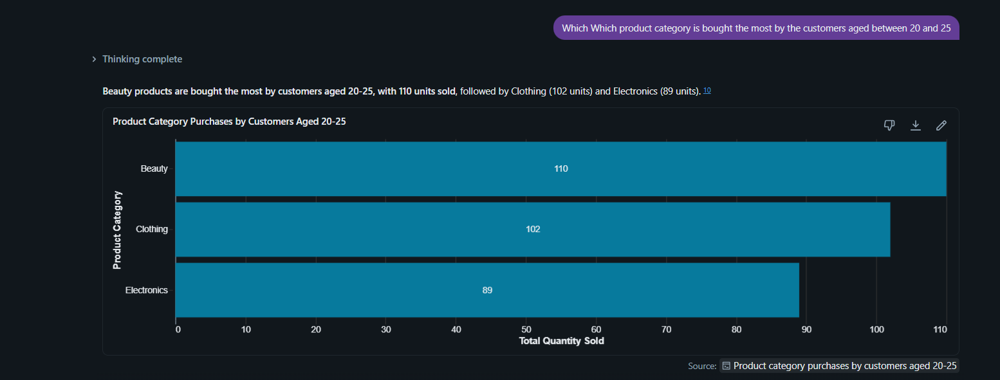 Which Which product category is bought the most by the customers aged between 20 and 25
Thinking complete
Beauty products are bought the most by customers aged 20-25, with 110 units sold, followed by Clothing (102 units) and Electronics (89 units). 10
Product Category Purchases by Customers Aged 20-25
Product Category
Beauty
110
Clothing
102
Electronics
89
0 10 20 30 40 50 60 70 80 90 100 110
Total Quantity Sold
Source: Product category purchases by customers aged 20-25